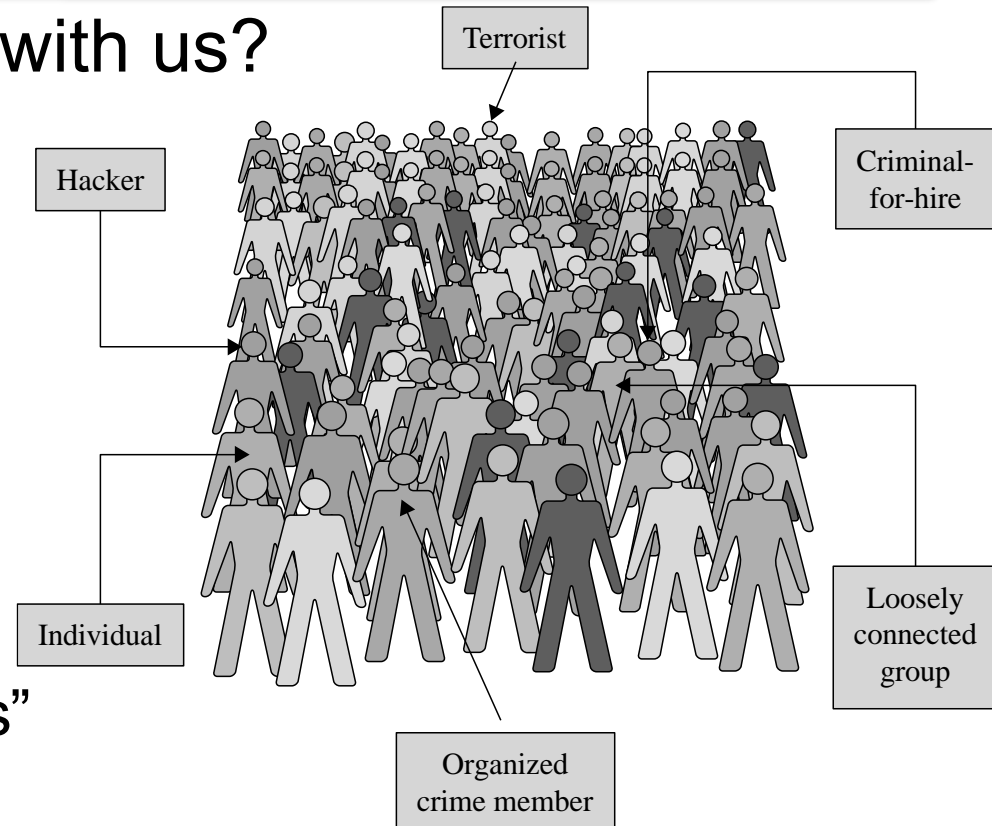 with us?
Terrorist
Hacker
Criminal-
for-hire
Individual
Loosely
connected
group
s”
Organized
crime member